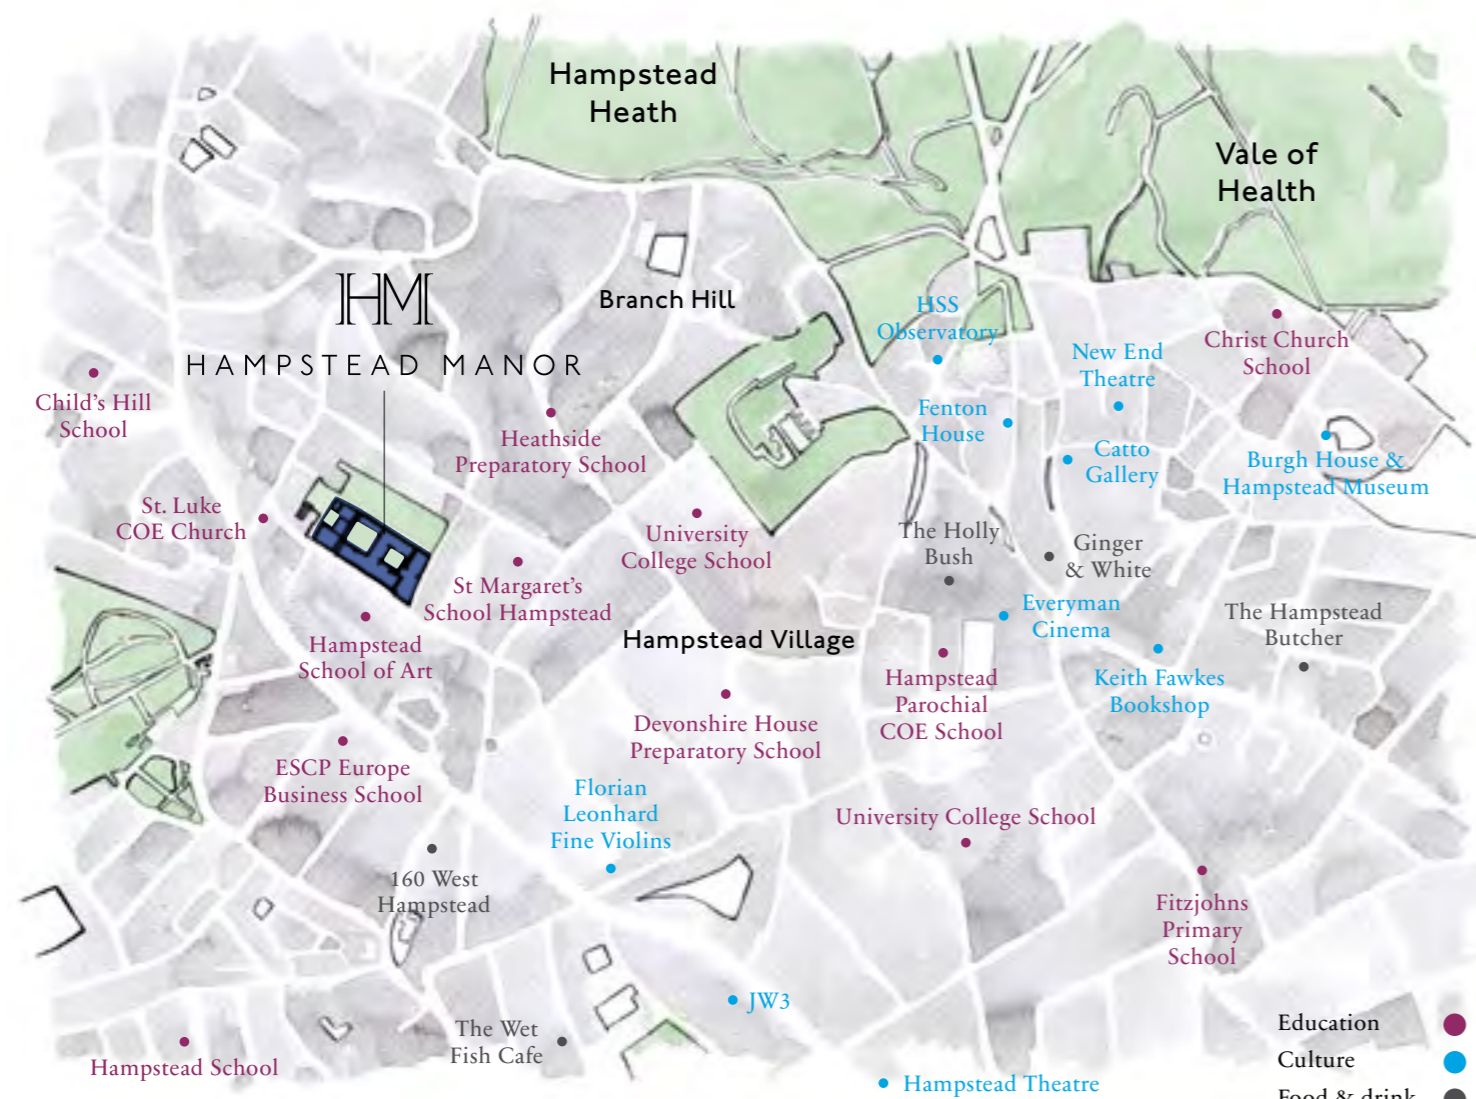 Hampstead
Heath
Vale of
Health
HM
HAMPSTEAD MANOR
Branch Hill
HSS
Observatory
Christ Church
School
New End
Theatre
Child's Hill
School
Fenton
House
Heathside
Preparatory School
Catto
Gallery
Burgh House &
Hampstead Museum
St. Luke
COE Church
University
College School
The Holly
Bush
Ginger
& White
St Margaret's
School Hampstead
Everyman
Cinema
The Hampstead
Butcher
Hampstead
School of Art
Hampstead Village
Hampstead
Parochial
COE School
Keith Fawkes
Bookshop
Devonshire House
Preparatory School
ESCP Europe
Business School
Florian
Leonhard
Fine Violins
University College School
160 West
Hampstead
Fitzjohns
Primary
School
JW3
The Wet
Fish Cafe
Hampstead School
Hampstead Theatre
Education
Culture
Food & drink